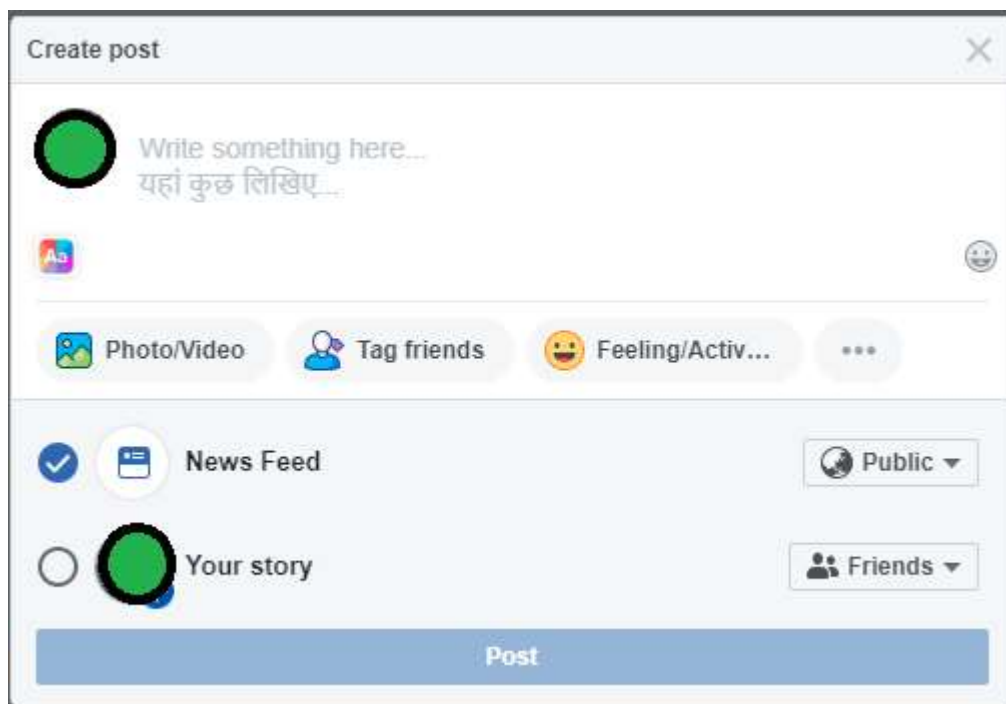 Create post
Write something here...
यहां कुछ लिखिए...
Aa
Photo/Video
Tag friends
Feeling/Activ...
News Feed
Public
Your story
Friends
Post